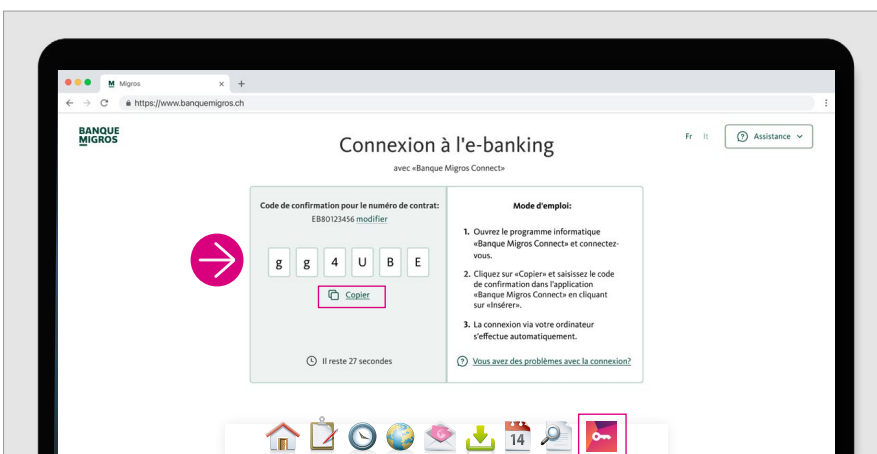 Migros
https://www.banquemigros.ch
BANQUE
MIGROS
Connexion à l'e-banking
avec «Banque Migros Connect»
Fr It
Assistance
Code de confirmation pour le numéro de contrat:
EB80123456 modifier
g g 4 U B E
Copier
Il reste 27 secondes
Mode d'emploi:
1. Ouvrez le programme informatique
«Banque Migros Connect» et connectez-
vous.
2. Cliquez sur «Copier» et saisissez le code
de confirmation dans l'application
«Banque Migros Connect» en cliquant
sur «Insérer».
3. La connexion via votre ordinateur
s'effectue automatiquement.
Vous avez des problèmes avec la connexion?
14